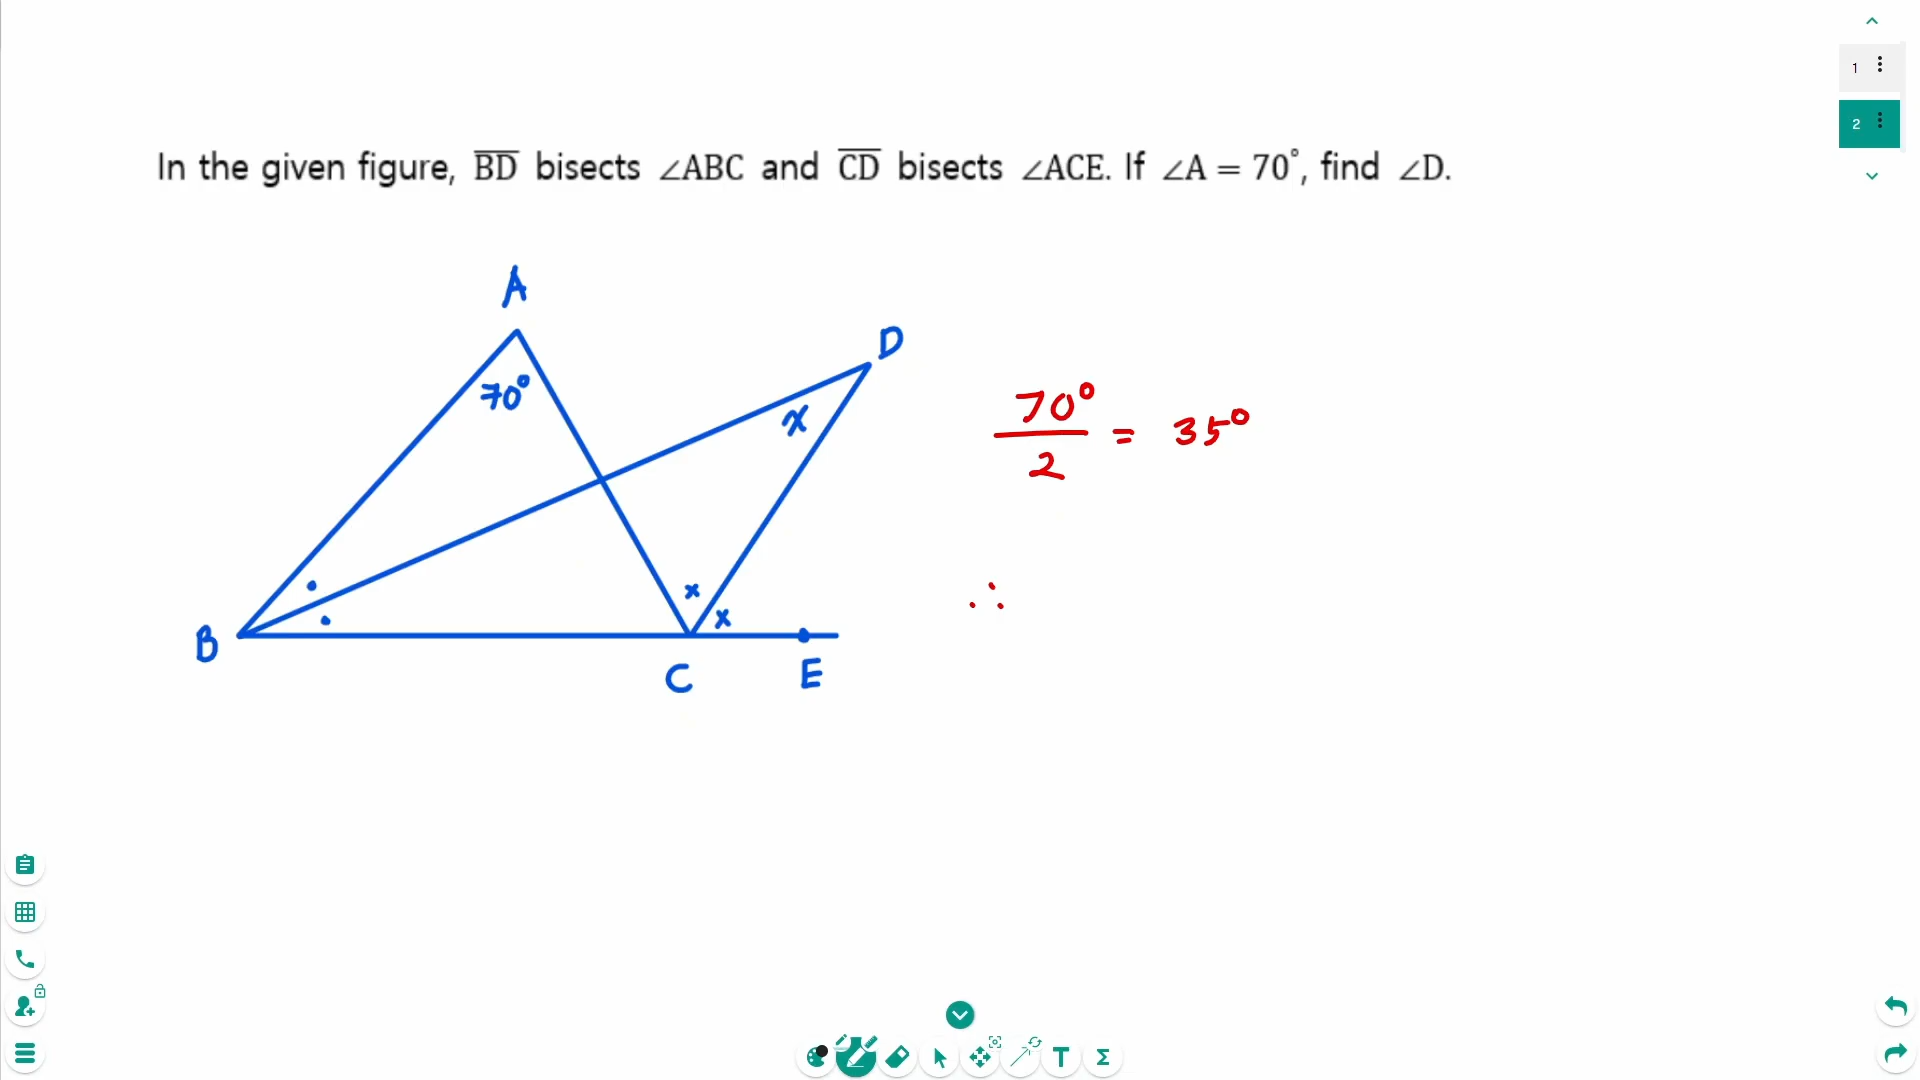 1
2
In the given figure, BD bisects ∠ABC and CD bisects ∠ACE. If ∠A = 70°, find ∠D.
A
D
70°
x
70°
2
= 35°
x
x
∴
B
C
E
T
Σ